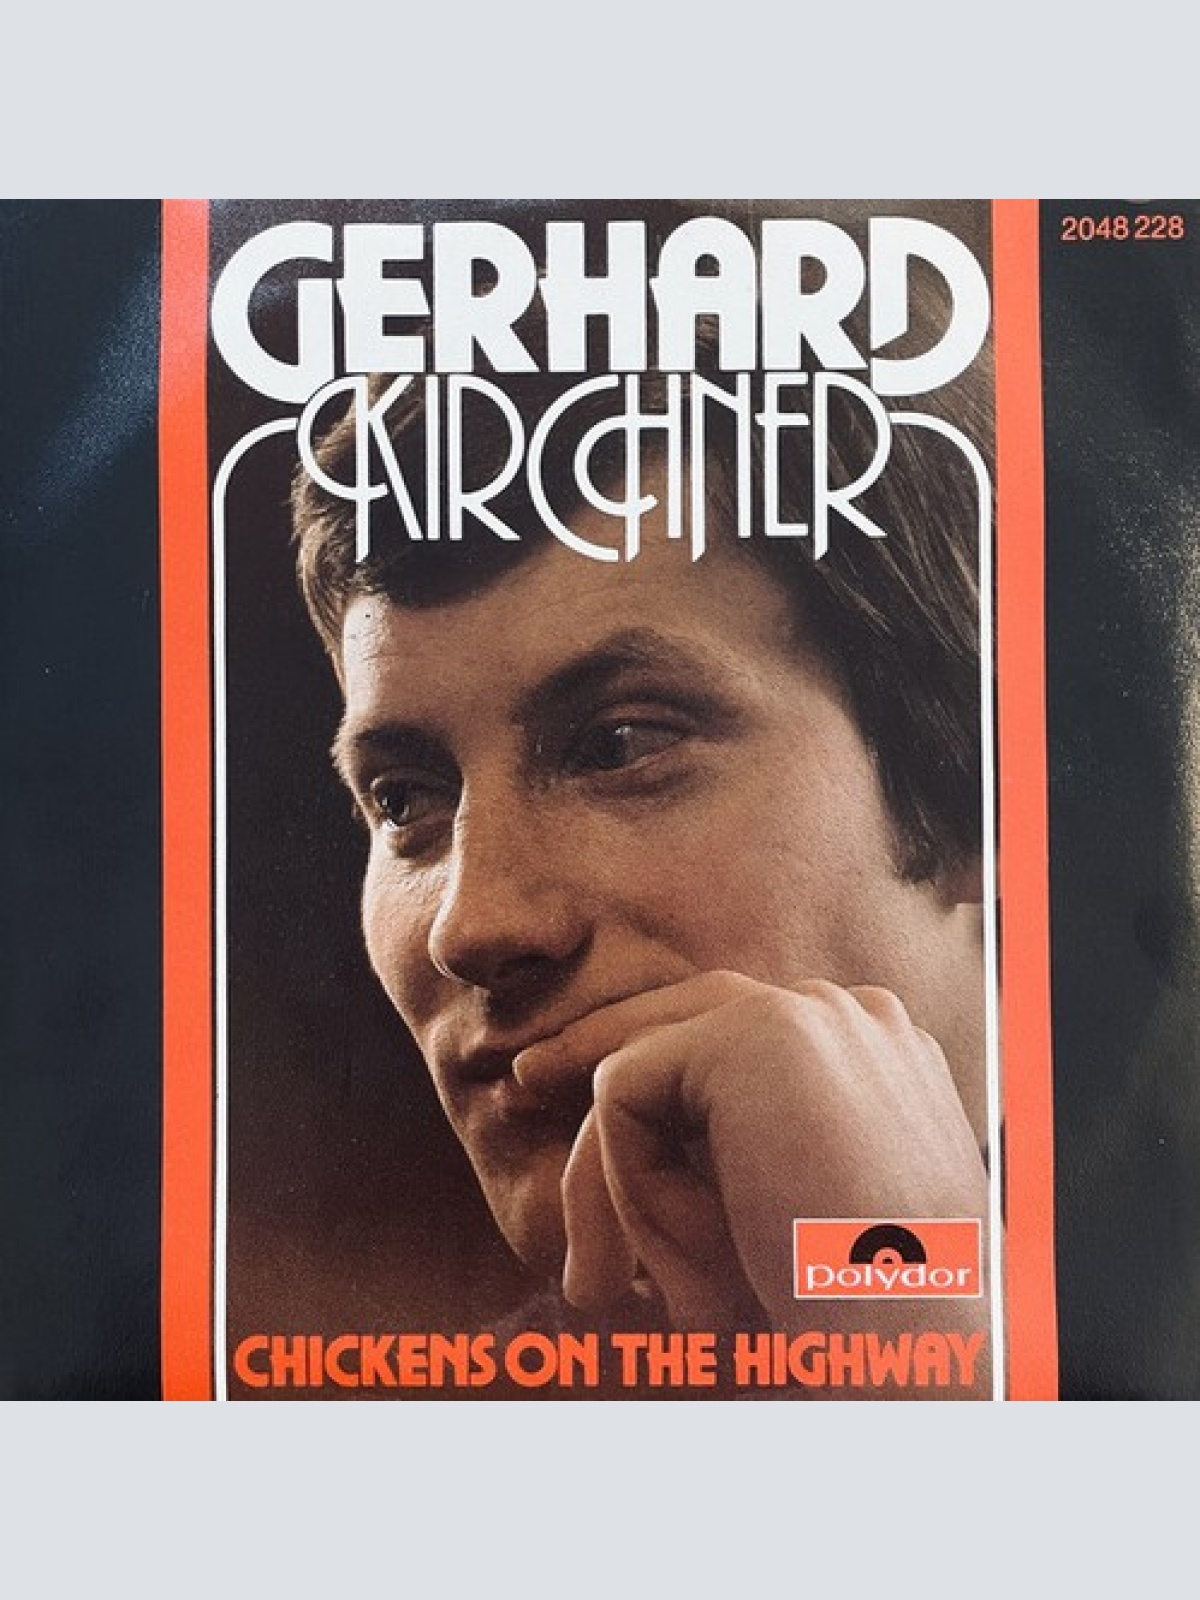 GERHARD
KIRCHNER
2048 228
polydor
CHICKENS ON THE HIGHWAY